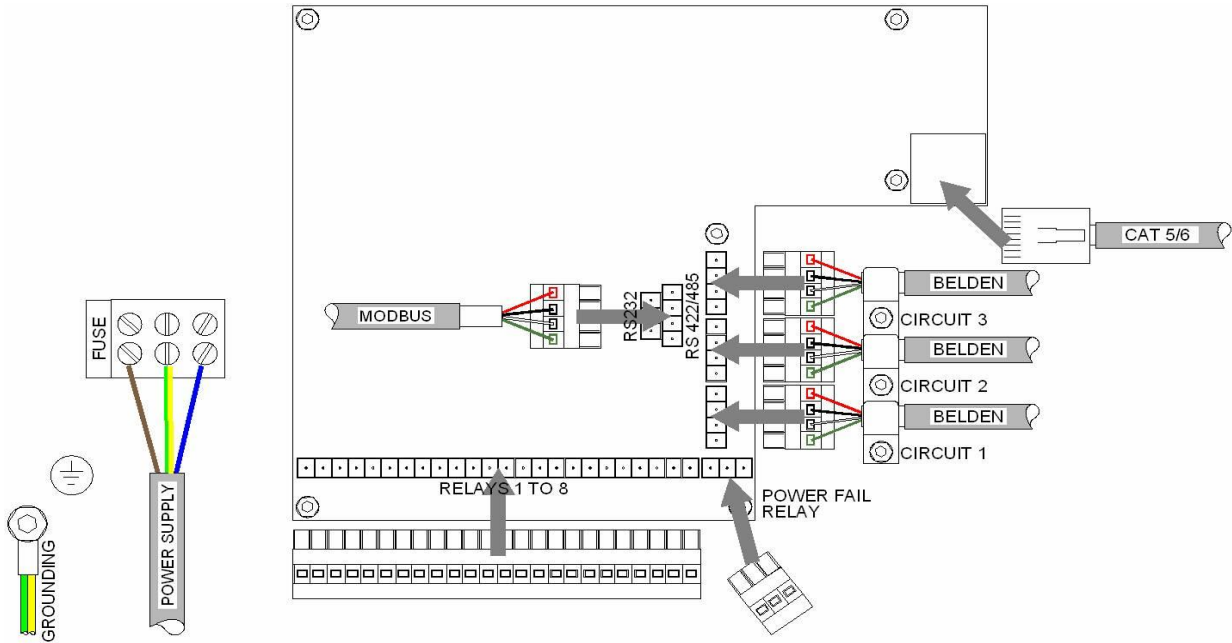 CAT 5/6
MODBUS
RS232
RS 422/485
BELDEN
CIRCUIT 3
BELDEN
CIRCUIT 2
BELDEN
CIRCUIT 1
FUSE
RELAYS 1 TO 8
POWER FAIL
RELAY
POWER SUPPLY
GROUNDING